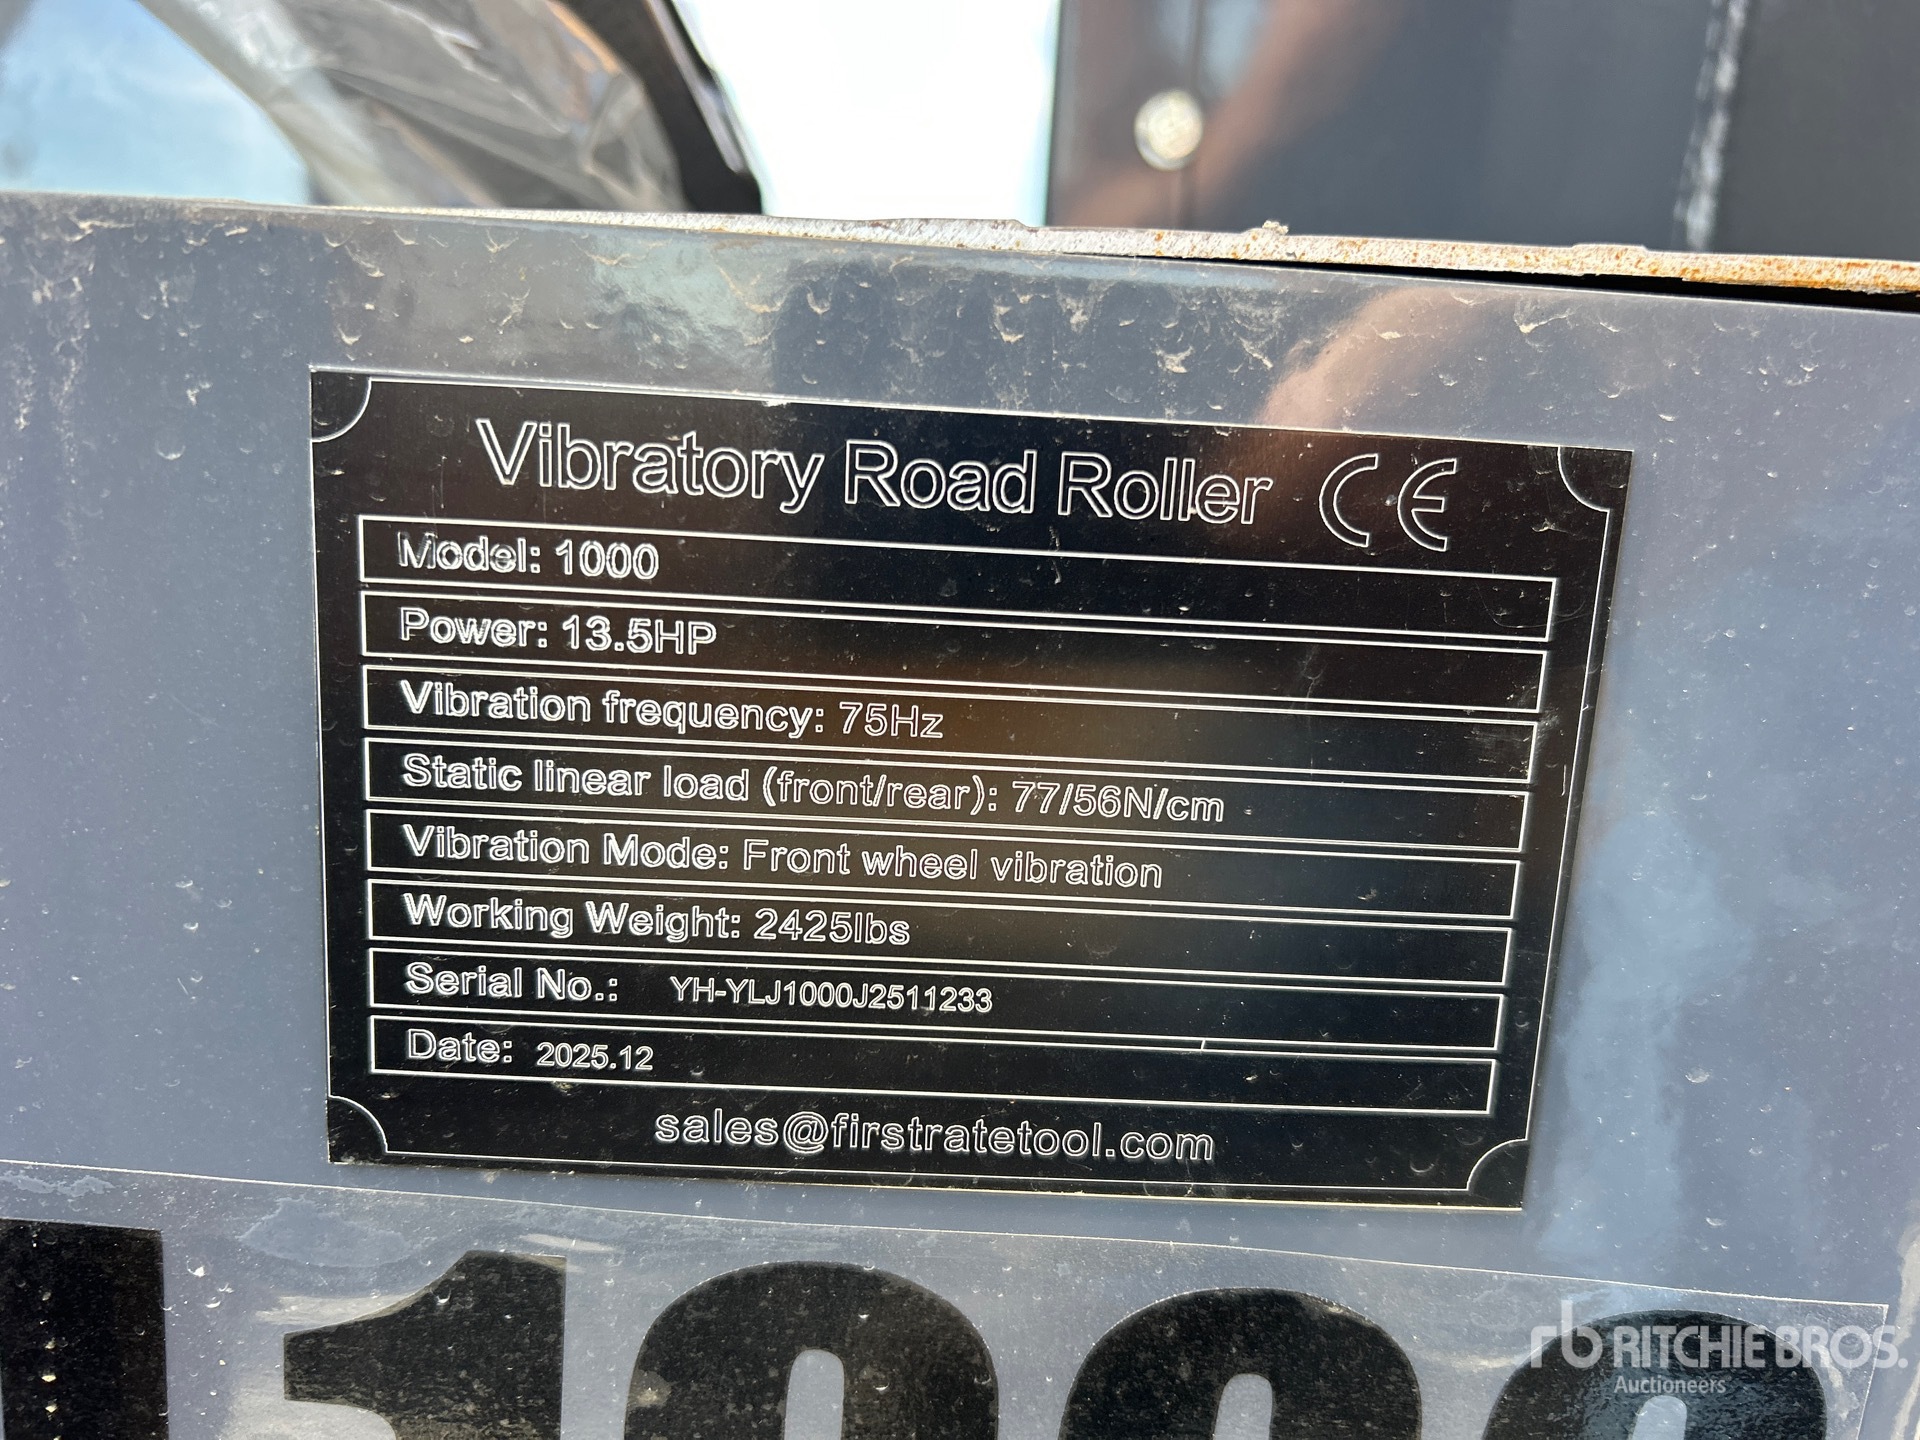 Vibratory Road Roller CE
Model: 1000
Power: 13.5HP
Vibration frequency: 75Hz
Static linear load (front/rear): 77/56N/cm
Vibration Mode: Front wheel vibration
Working Weight: 2425lbs
Serial No.: YH-YLJ1000J2511233
Date: 2025.12
sales@firstratetool.com
1000
rb RITCHIE BROS.
Auctioneers